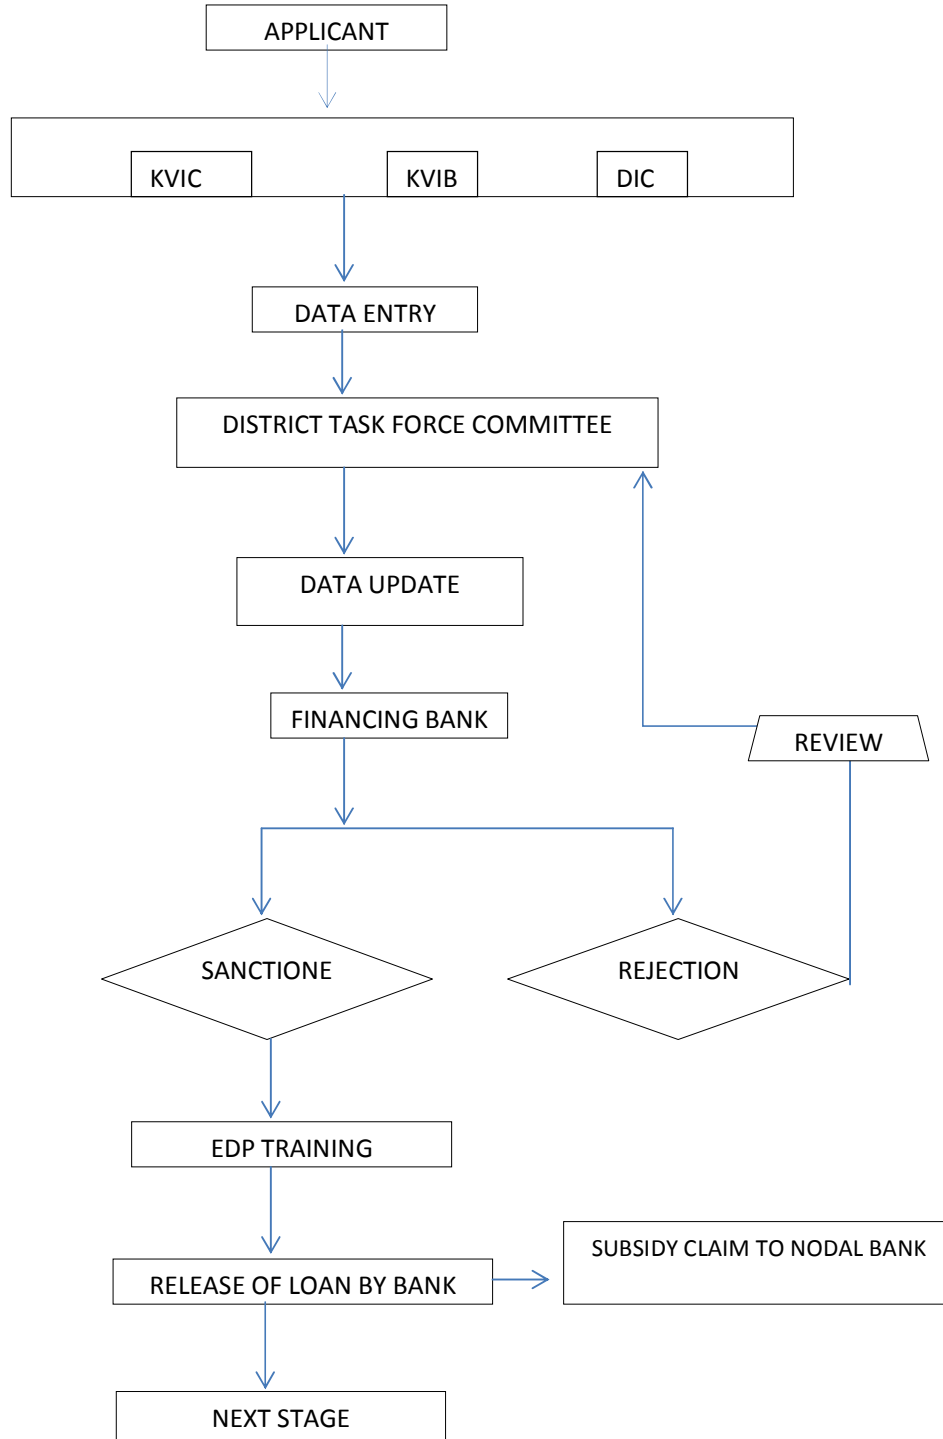 APPLICANT
KVIC KVIB DIC
DATA ENTRY
DISTRICT TASK FORCE COMMITTEE
DATA UPDATE
FINANCING BANK
REVIEW
SANCTIONE
REJECTION
EDP TRAINING
SUBSIDY CLAIM TO NODAL BANK
RELEASE OF LOAN BY BANK
NEXT STAGE